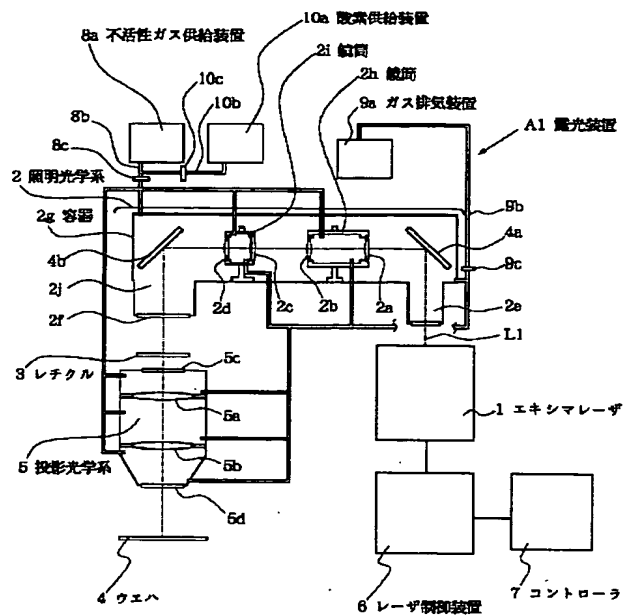 10a 酸素供給装置
8a 不活性ガス供給装置
2i 鏡筒
10c
2h 鏡筒
10b
9a ガス排気装置
8b
A1 露光装置
8c
2 照明光学系
9b
2g 容器
4b
4a
9c
2j
2d
2c
2b
2a
2e
2f
L1
5c
3 レチクル
1 エキシマレーザ
5a
5 投影光学系
5b
5d
4 ウエハ
6 レーザ制御装置
7 コントローラ